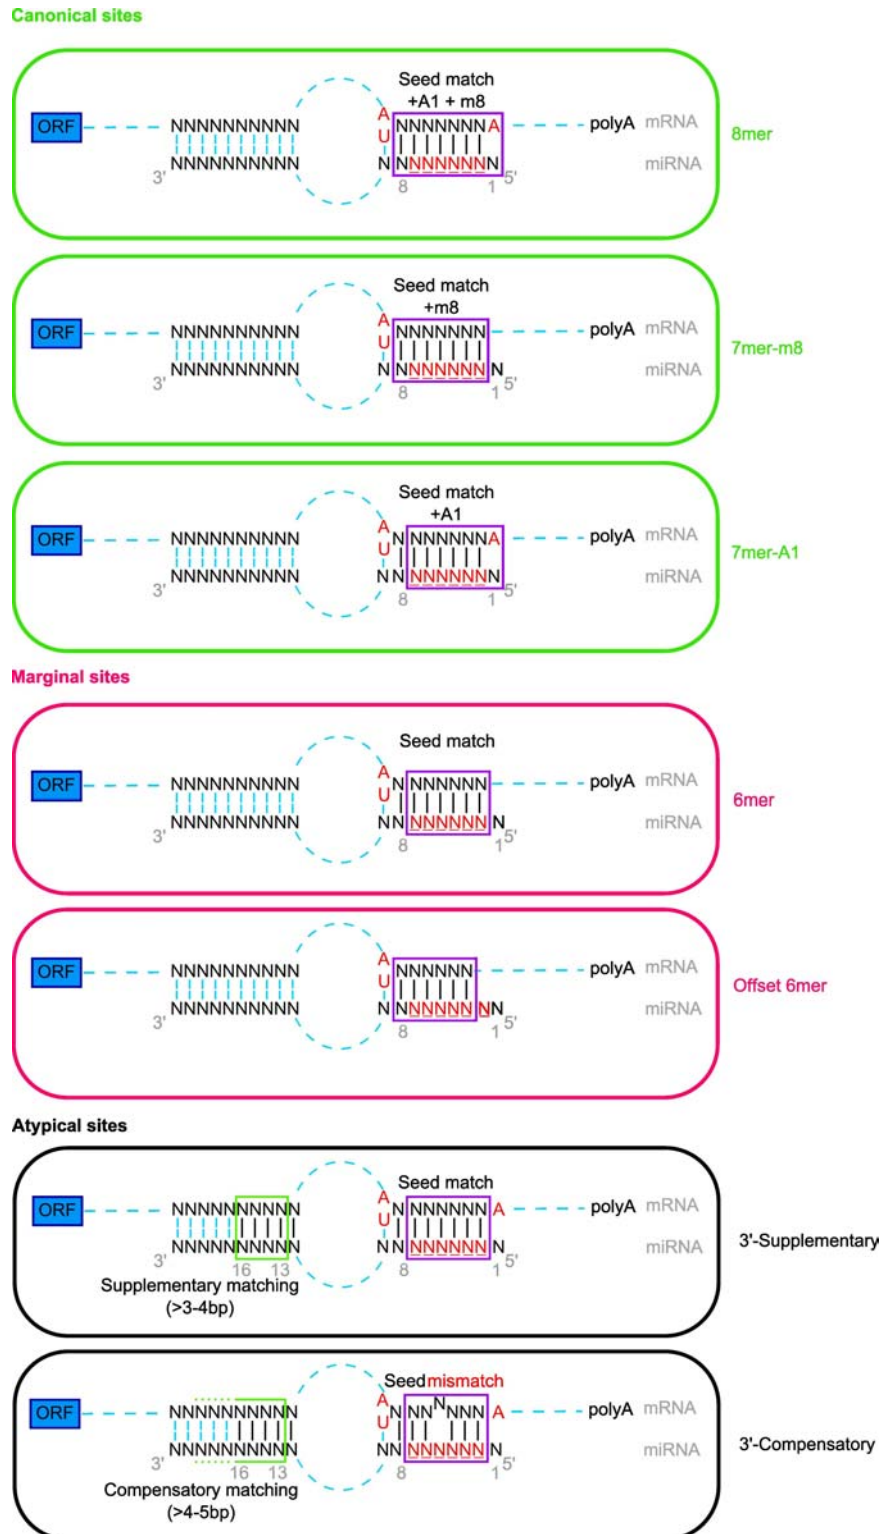 Canonical sites
Seed match
+A1 + m8
ORF NNNNNNNNNN A NNNNNNN A polyA mRNA 8mer
U
3' NNNNNNNNNN N NNNNNNNN 5' miRNA
8 1
Seed match
+m8
ORF NNNNNNNNNN A NNNNNNN polyA mRNA 7mer-m8
U
3' NNNNNNNNNN N NNNNNNN N 5' miRNA
8 1
Seed match
+A1
ORF NNNNNNNNNN A N NNNNNN A polyA mRNA 7mer-A1
U
3' NNNNNNNNNN NN NNNNNNN 5' miRNA
8 1
Marginal sites
Seed match
ORF NNNNNNNNNN A N NNNNNN polyA mRNA 6mer
U
3' NNNNNNNNNN NN NNNNNN N 5' miRNA
8 1
ORF NNNNNNNNNN A NNNNNN polyA mRNA Offset 6mer
U
3' NNNNNNNNNN N NNNNNN NN 5' miRNA
8 1
Atypical sites
Seed match
ORF NNNNNNNNNN A N NNNNNN A polyA mRNA 3'-Supplementary
U
3' NNNNNNNNNN NN NNNNNN N 5' miRNA
16 13 8 1
Supplementary matching
(>3-4bp)
Seed mismatch
ORF NNNNNNNNNN A N NN N NNN A polyA mRNA 3'-Compensatory
U
3' NNNNNNNNNN NN NNNNNN N 5' miRNA
16 13 8 1
Compensatory matching
(>4-5bp)